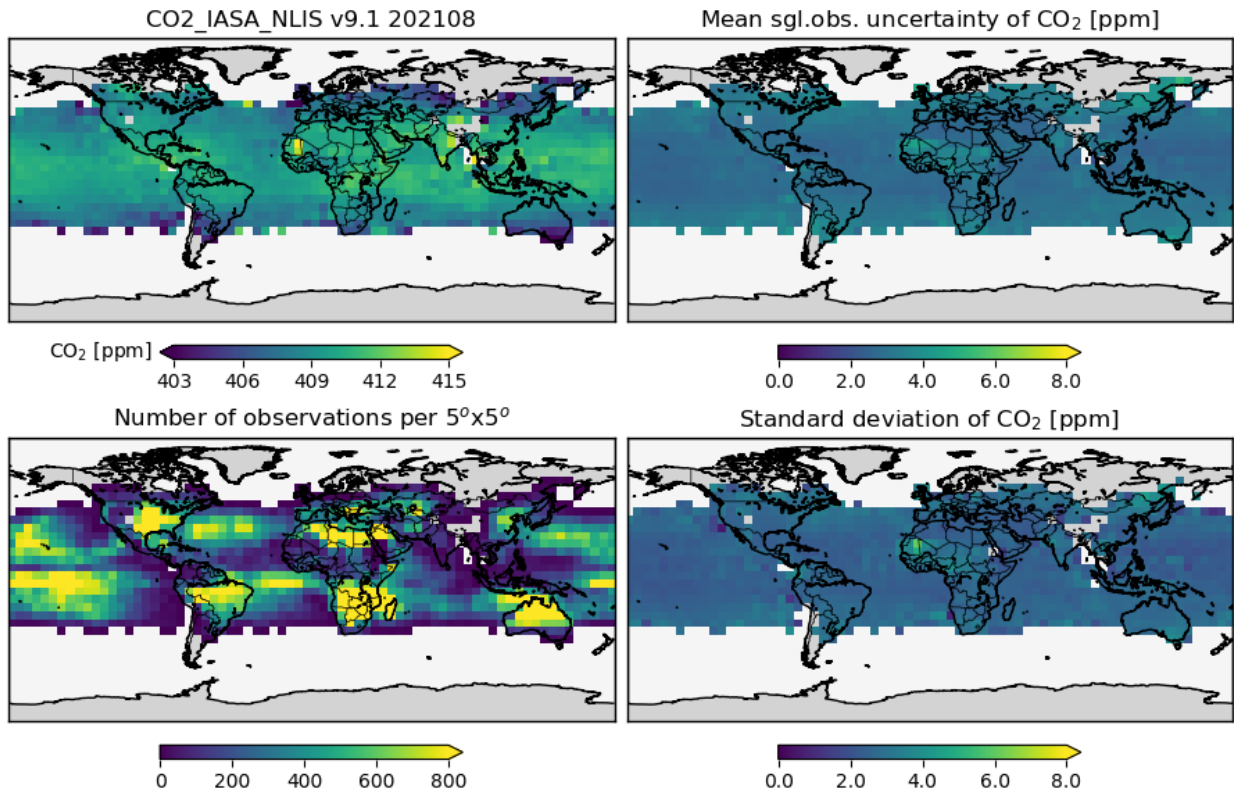 CO2_IASA_NLIS v9.1 202108
Mean sgl.obs. uncertainty of CO₂ [ppm]
CO₂ [ppm]
403 406 409 412 415
0.0 2.0 4.0 6.0 8.0
Number of observations per 5°x5°
Standard deviation of CO₂ [ppm]
0 200 400 600 800
0.0 2.0 4.0 6.0 8.0